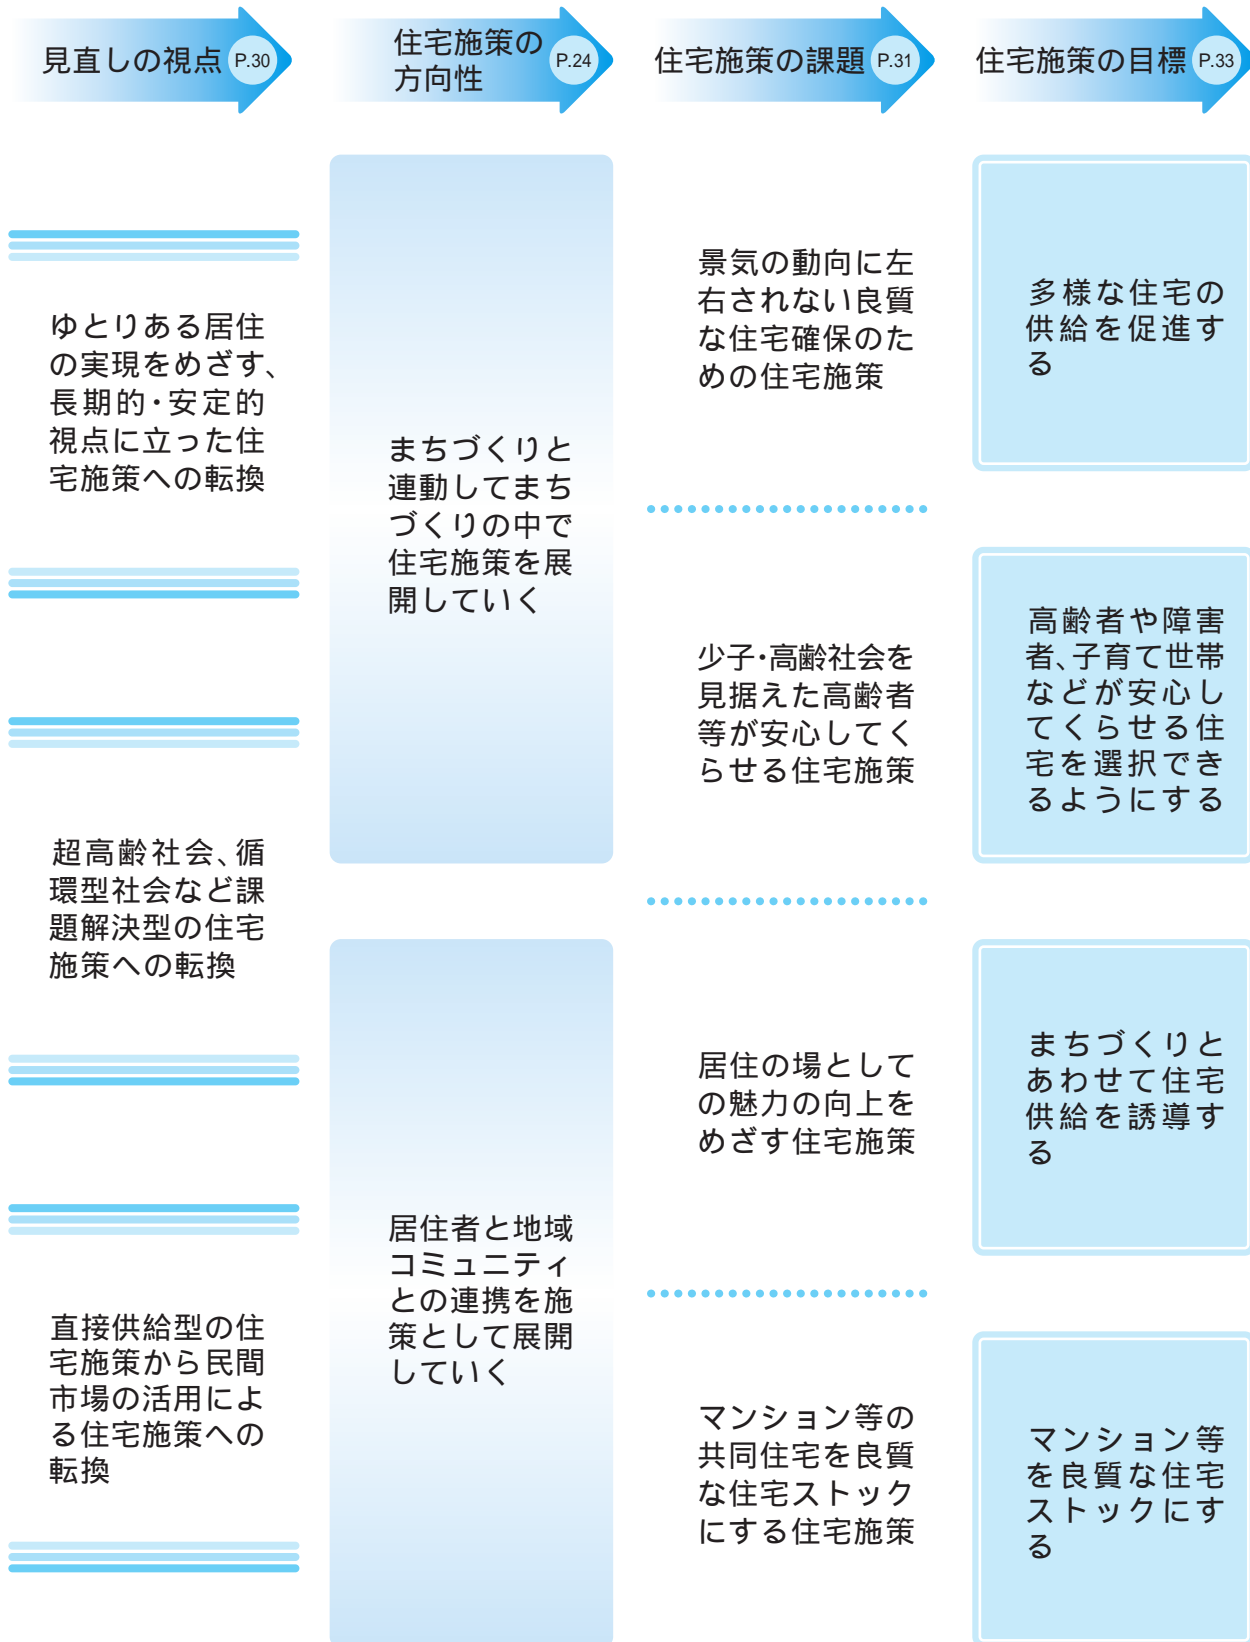 見直しの視点 P.30
住宅施策の
方向性 P.24
住宅施策の課題 P.31
住宅施策の目標 P.33
ゆとりある居住
の実現をめざす、
長期的・安定的
視点に立った住
宅施策への転換
超高齢社会、循
環型社会など課
題解決型の住宅
施策への転換
直接供給型の住
宅施策から民間
市場の活用によ
る住宅施策への
転換
まちづくりと
連動してまち
づくりの中で
住宅施策を展
開していく
居住者と地域
コミュニティ
との連携を施
策として展開
していく
景気の動向に左
右されない良質
な住宅確保のた
めの住宅施策
少子・高齢社会を
見据えた高齢者
等が安心してく
らせる住宅施策
居住の場として
の魅力の向上を
めざす住宅施策
マンション等の
共同住宅を良質
な住宅ストック
にする住宅施策
多様な住宅の
供給を促進す
る
高齢者や障害
者、子育て世帯
などが安心し
てくらせる住
宅を選択でき
るようにする
まちづくりと
あわせて住宅
供給を誘導す
る
マンション等
を良質な住宅
ストックにす
る